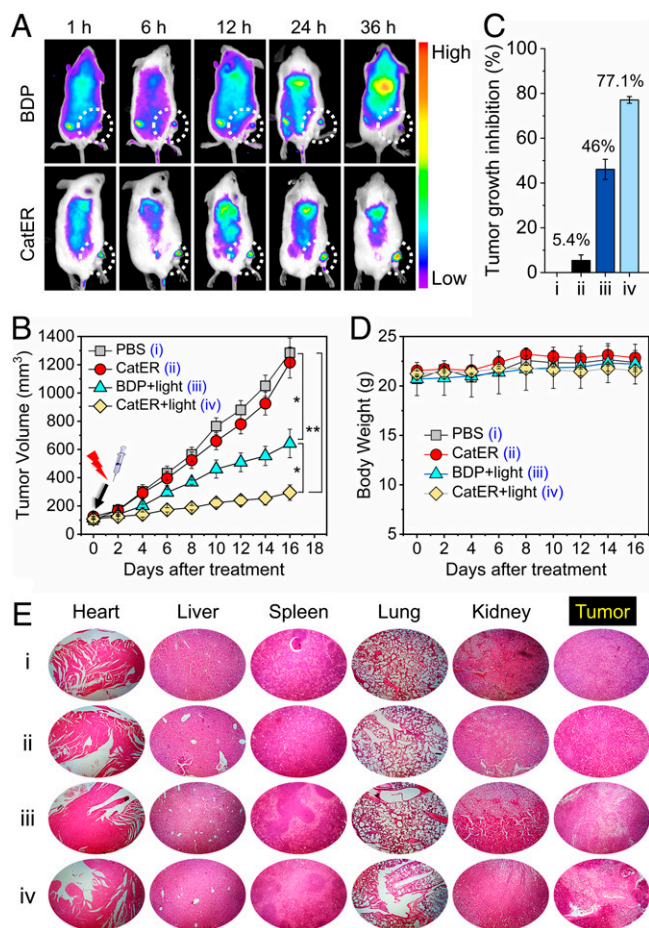 A
1 h 6 h 12 h 24 h 36 h
BDP
CatER
High
Low
C
Tumor growth inhibition (%)
100
80
60
40
20
0
5.4%
46%
77.1%
i ii iii iv
B
Tumor Volume (mm³)
1400
1200
1000
800
600
400
200
0
PBS (i)
CatER (ii)
BDP+light (iii)
CatER+light (iv)
*
**
*
0 2 4 6 8 10 12 14 16 18
Days after treatment
D
Body Weight (g)
25
20
15
10
5
PBS (i)
CatER (ii)
BDP+light (iii)
CatER+light (iv)
0 2 4 6 8 10 12 14 16
Days after treatment
E
Heart Liver Spleen Lung Kidney Tumor
i
ii
iii
iv